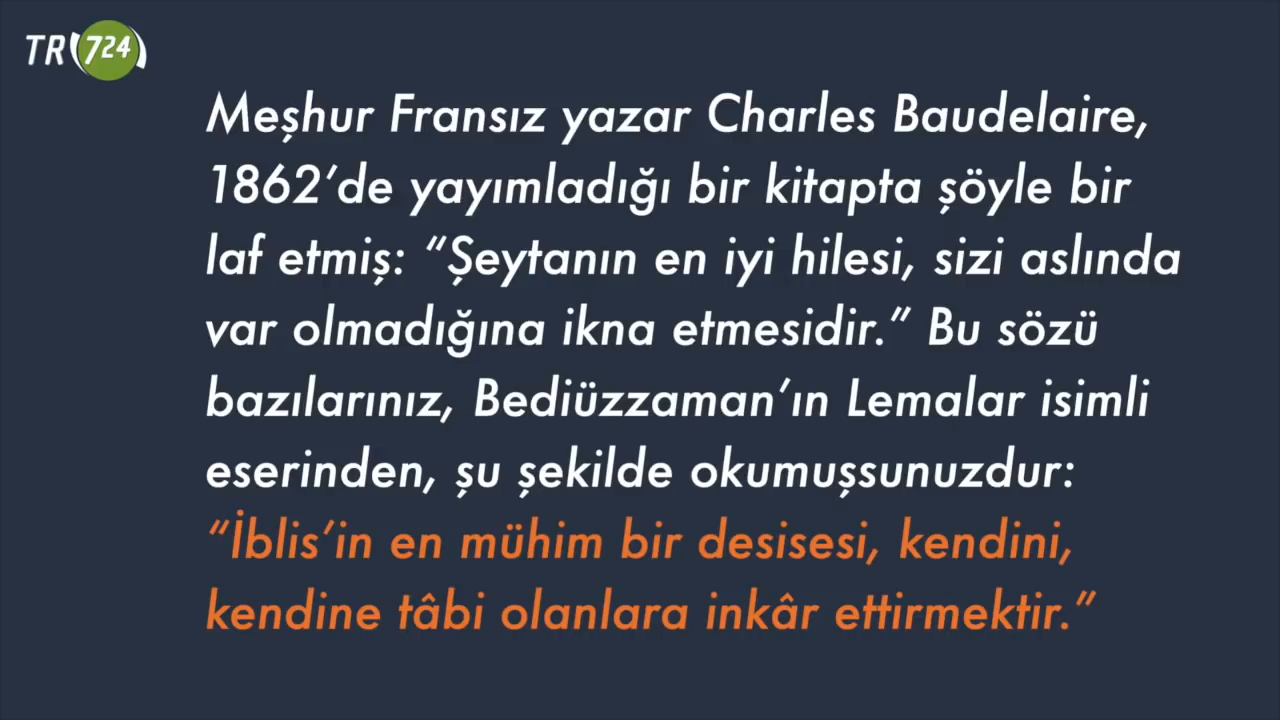 TR724
Meşhur Fransız yazar Charles Baudelaire,
1862’de yayımladığı bir kitapta şöyle bir
laf etmiş: “Şeytanın en iyi hilesi, sizi aslında
var olmadığına ikna etmesidir.” Bu sözü
bazılarınız, Bediüzzaman’ın Lemalar isimli
eserinden, şu şekilde okumuşsunuzdur:
“İblis’in en mühim bir desisesi, kendini,
kendine tâbi olanlara inkâr ettirmektir.”